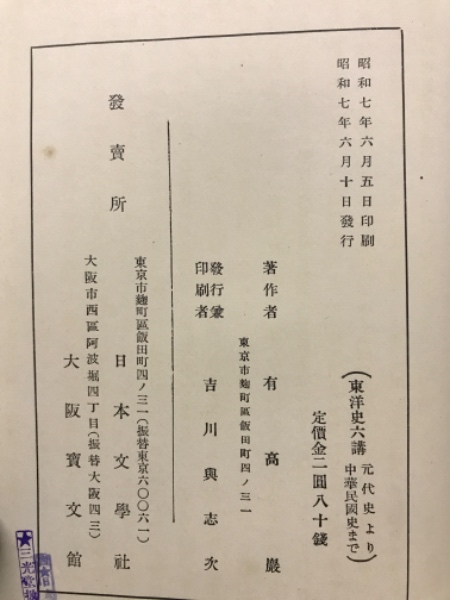 昭和七年六月五日印刷
昭和七年六月十日發行
(東洋史六講 元代史より
中華民國史まで)
定價金二圓八十錢
著作者 有高巖
東京市麴町區飯田町四ノ三一
發行兼
印刷者 吉川興志次
發賣所
東京市麴町區飯田町四ノ三一(振替東京六〇〇六一)
日本文學社
大阪市西區阿波堀四丁目(振替大阪四三)
大阪寶文館
★三光堂